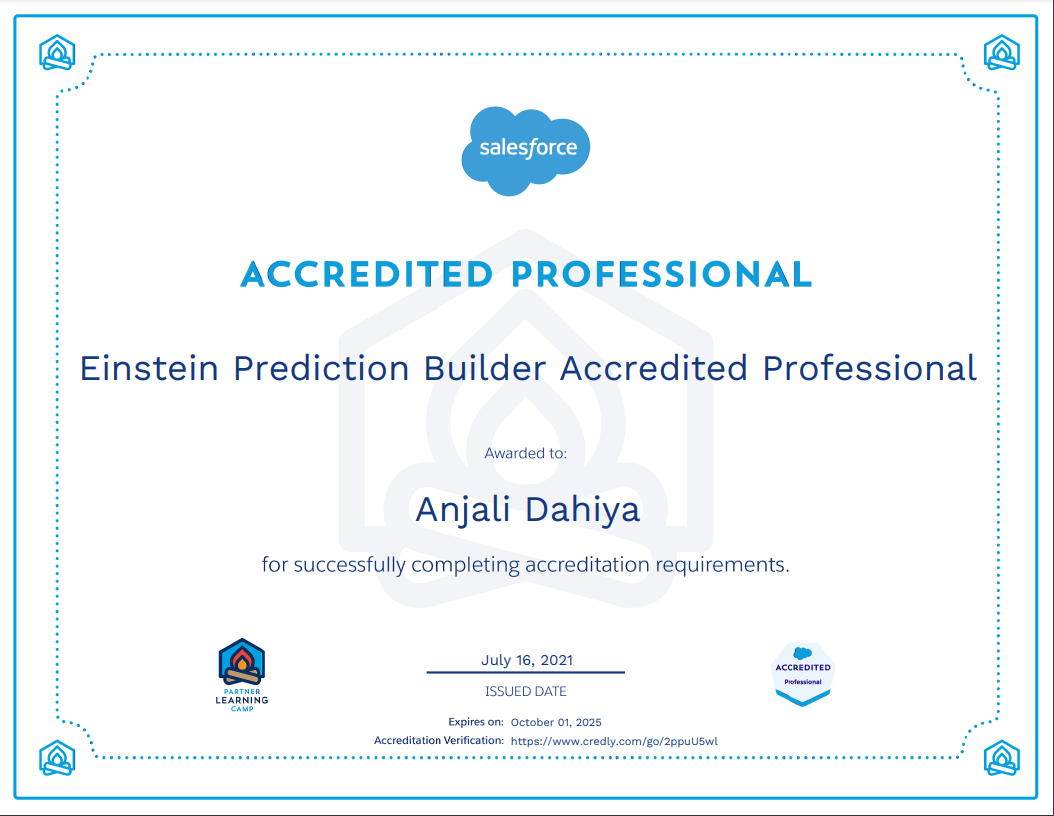 salesforce
ACCREDITED PROFESSIONAL
Einstein Prediction Builder Accredited Professional
Awarded to:
Anjali Dahiya
for successfully completing accreditation requirements.
PARTNER
LEARNING
CAMP
July 16, 2021
ISSUED DATE
ACCREDITED
Professional
Expires on: October 01, 2025
Accreditation Verification: https://www.credly.com/go/2ppuU5wl